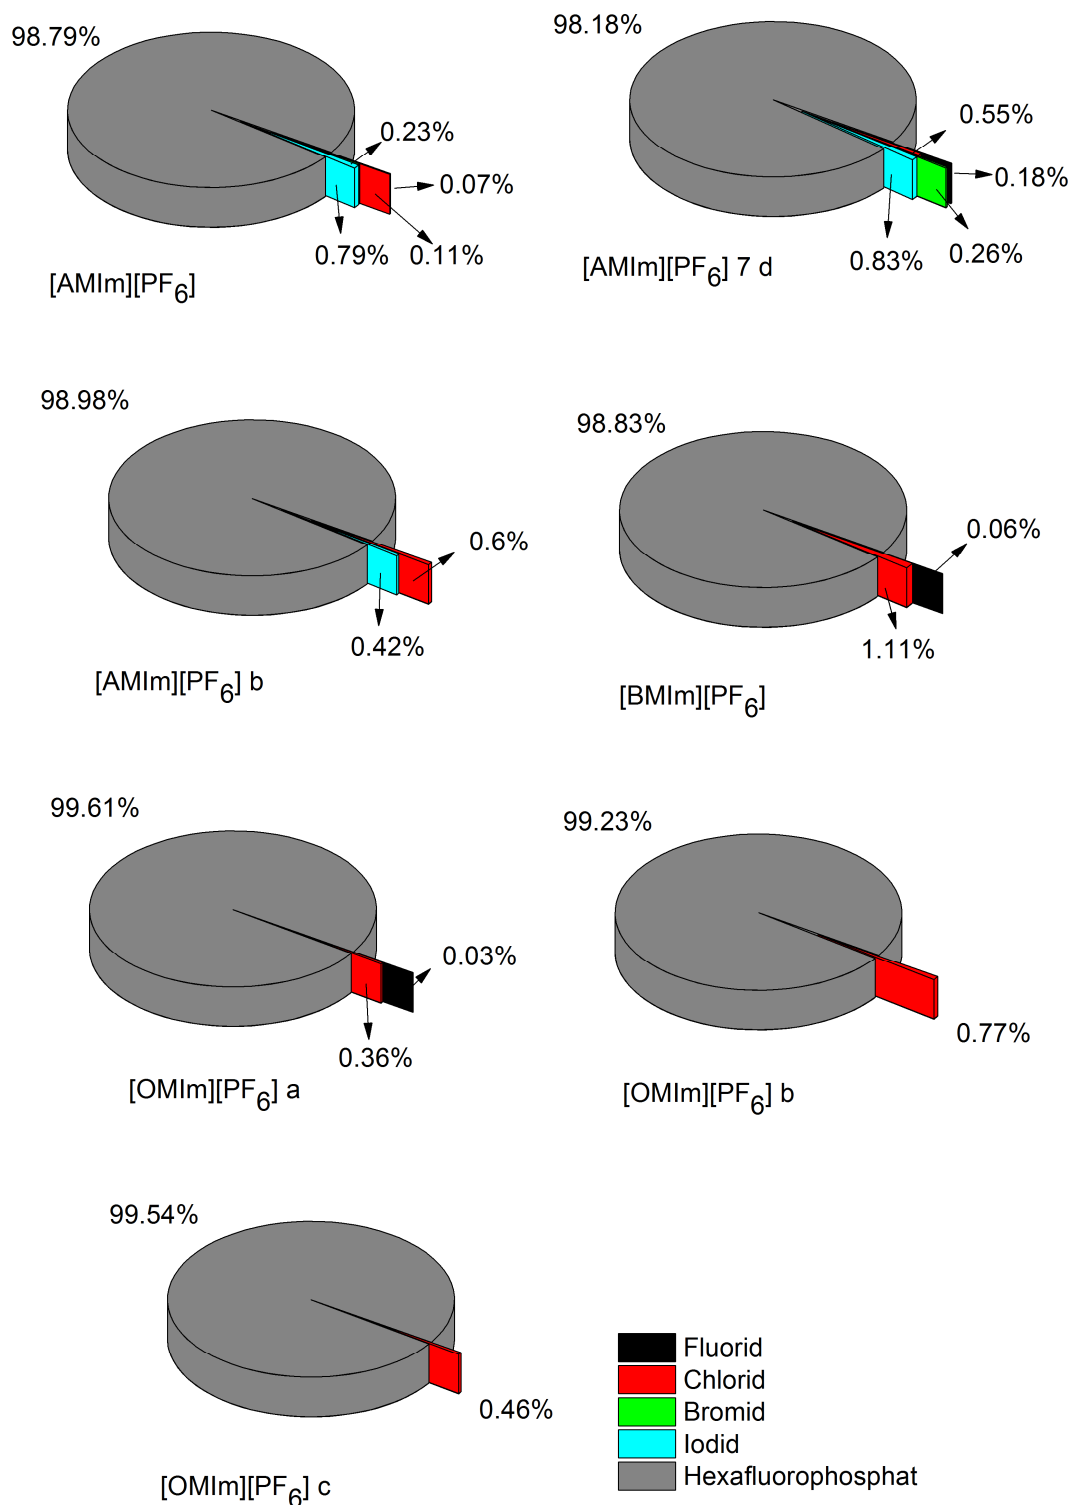 98.79%
0.23%
0.07%
0.79%
0.11%
[AMIm][PF6]
98.18%
0.55%
0.18%
0.26%
0.83%
[AMIm][PF6] 7 d
98.98%
0.6%
0.42%
[AMIm][PF6] b
98.83%
0.06%
1.11%
[BMIm][PF6]
99.61%
0.03%
0.36%
[OMIm][PF6] a
99.23%
0.77%
[OMIm][PF6] b
99.54%
0.46%
[OMIm][PF6] c
Fluorid
Chlorid
Bromid
Iodid
Hexafluorophosphat